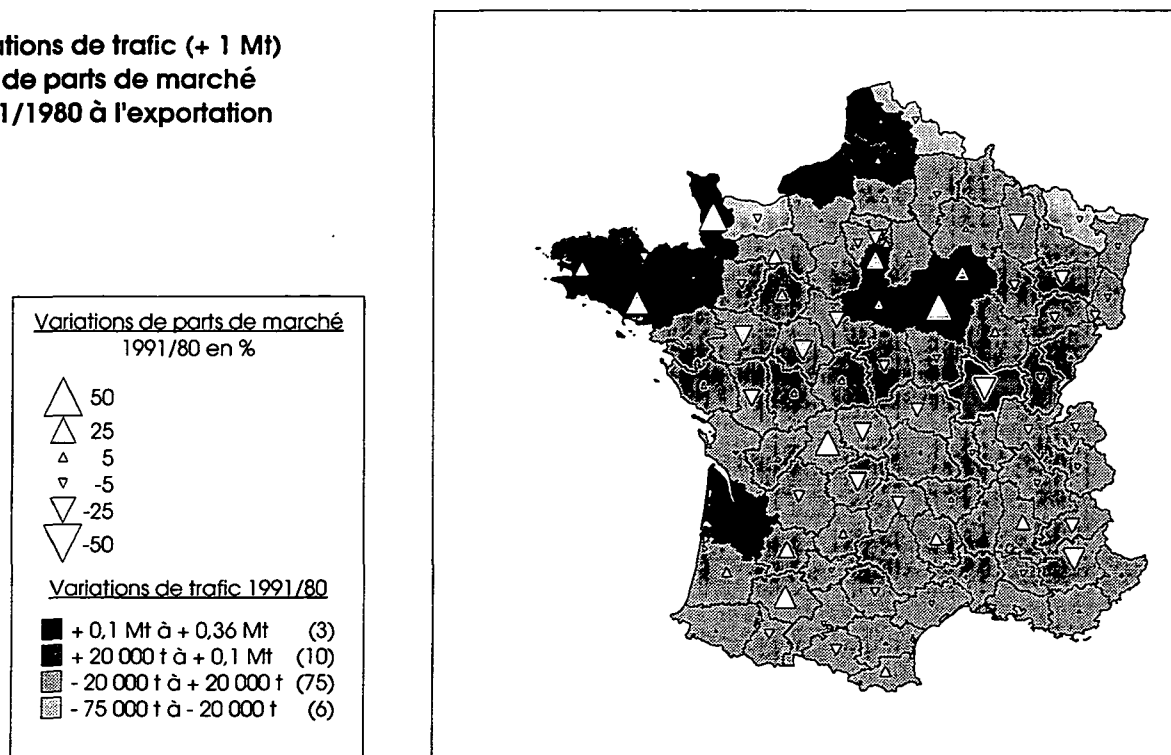 ations de trafic (+ 1 Mt)
de parts de marché
1/1980 à l'exportation
Variations de parts de marché
1991/80 en %
50
25
5
-5
-25
-50
Variations de trafic 1991/80
+ 0,1 Mt à + 0,36 Mt (3)
+ 20 000 t à + 0,1 Mt (10)
- 20 000 t à + 20 000 t (75)
- 75 000 t à - 20 000 t (6)